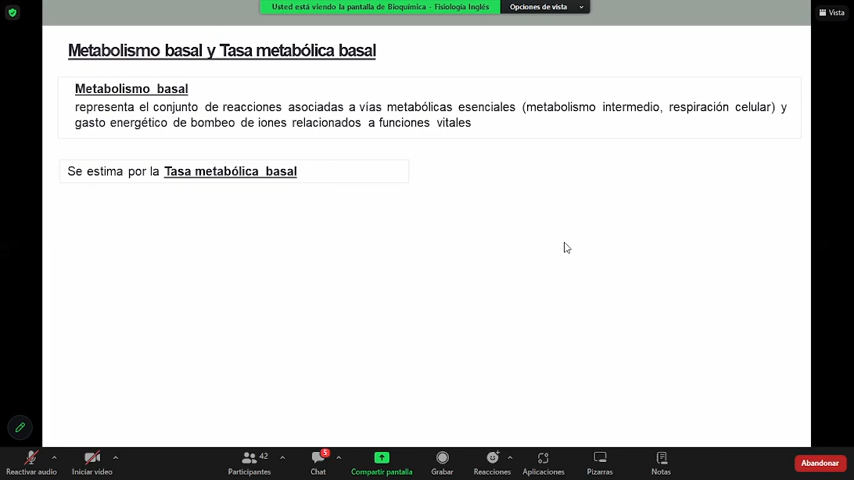 Usted está viendo la pantalla de Bioquímica - Fisiología Inglés
Opciones de vista
Vista
Metabolismo basal y Tasa metabólica basal
Metabolismo basal
representa el conjunto de reacciones asociadas a vías metabólicas esenciales (metabolismo intermedio, respiración celular) y
gasto energético de bombeo de iones relacionados a funciones vitales
Se estima por la Tasa metabólica basal
Reactivar audio
Iniciar video
42
Participantes
5
Chat
Compartir pantalla
Grabar
Reacciones
Aplicaciones
Pizarras
Notas
Abandonar